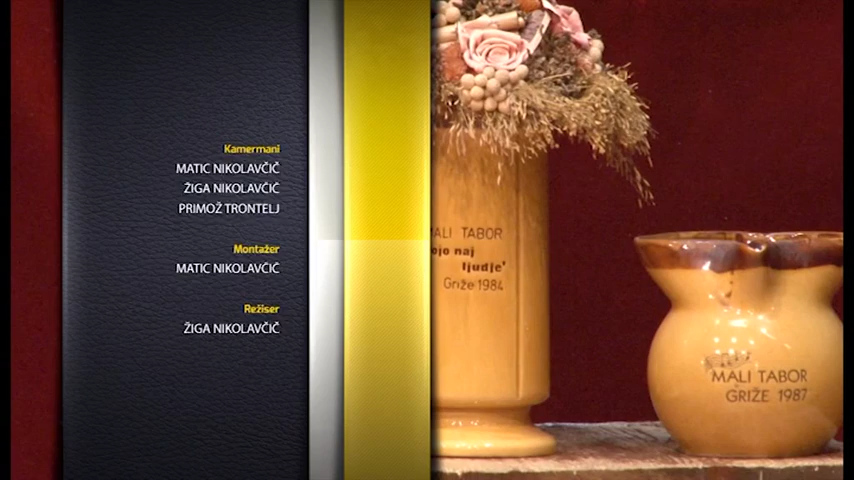 Kamermani
MATIC NIKOLAVČIČ
ŽIGA NIKOLAVČIČ
PRIMOŽ TRONTELJ
Montažer
MATIC NIKOLAVČIČ
Režiser
ŽIGA NIKOLAVČIČ
TABOR
naj
ljudje'
Griže 1984
MALI TABOR
GRIŽE 1987